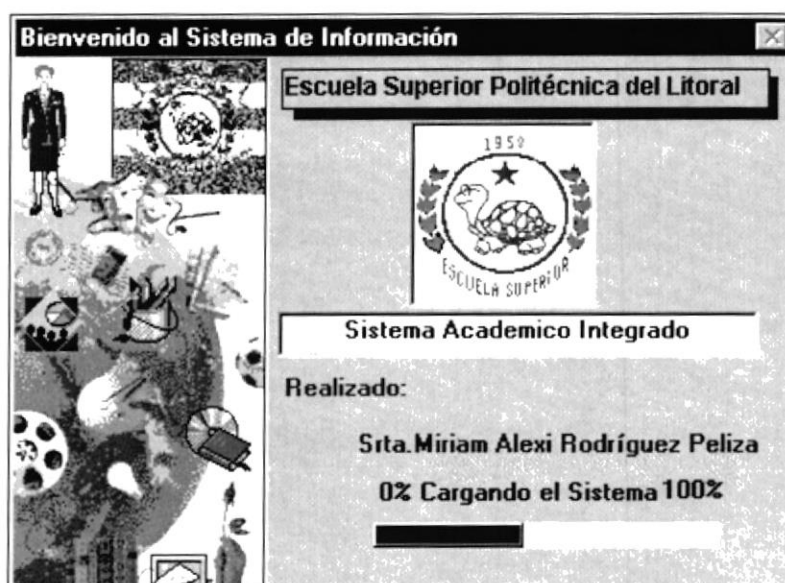 Bienvenido al Sistema de Información
Escuela Superior Politécnica del Litoral
1958
ESCUELA SUPERIOR
Sistema Academico Integrado
Realizado:
Srta.Miriam Alexi Rodríguez Peliza
0% Cargando el Sistema 100%